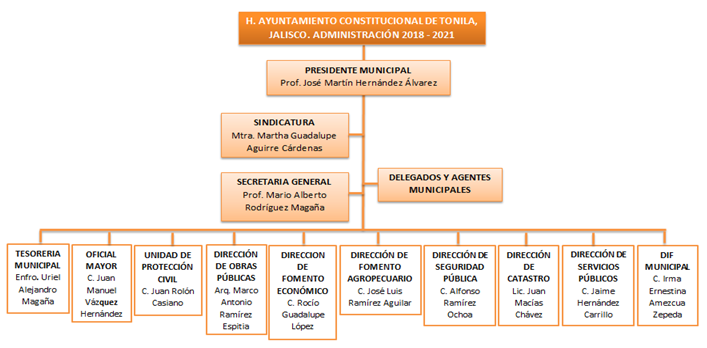 H. AYUNTAMIENTO CONSTITUCIONAL DE TONILA,
JALISCO. ADMINISTRACIÓN 2018 - 2021
PRESIDENTE MUNICIPAL
Prof. José Martín Hernández Álvarez
SINDICATURA
Mtra. Martha Guadalupe
Aguirre Cárdenas
SECRETARIA GENERAL
Prof. Mario Alberto
Rodríguez Magaña
DELEGADOS Y AGENTES
MUNICIPALES
TESORERIA
MUNICIPAL
Enfro. Uriel
Alejandro
Magaña
OFICIAL
MAYOR
C. Juan
Manuel
Vázquez
Hernández
UNIDAD DE
PROTECCIÓN
CIVIL
C. Juan Rolón
Casiano
DIRECCIÓN
DE OBRAS
PÚBLICAS
Arq. Marco
Antonio
Ramírez
Espitia
DIRECCION
DE
FOMENTO
ECONÓMICO
C. Rocío
Guadalupe
López
DIRECCIÓN DE
FOMENTO
AGROPECUARIO
C. José Luis
Ramírez Aguilar
DIRECCIÓN DE
SEGURIDAD
PÚBLICA
C. Alfonso
Ramírez
Ochoa
DIRECCIÓN
DE
CATASTRO
Lic. Juan
Macías
Chávez
DIRECCIÓN DE
SERVICIOS
PÚBLICOS
C. Jaime
Hernández
Carrillo
DIF
MUNICIPAL
C. Irma
Ernestina
Amezcua
Zepeda